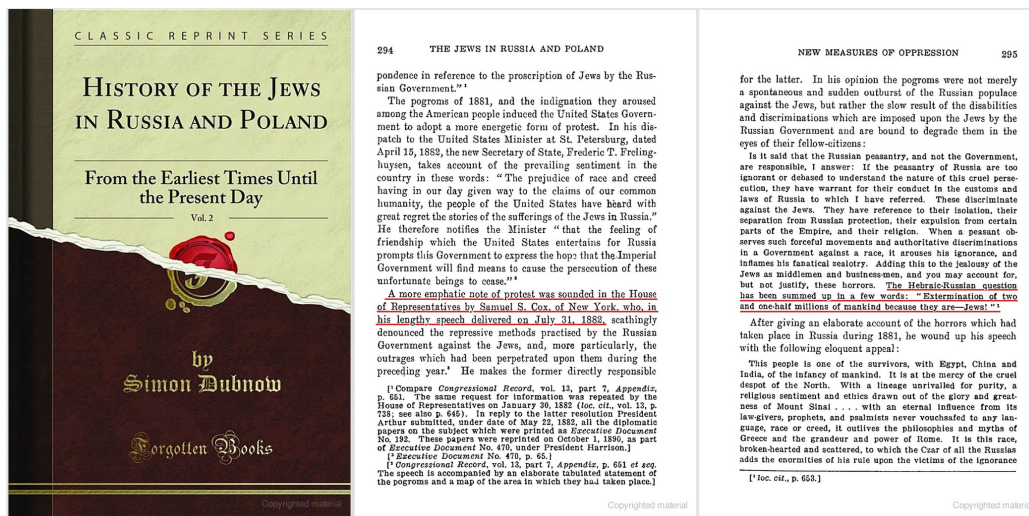 CLASSIC REPRINT SERIES
HISTORY OF THE JEWS
IN RUSSIA AND POLAND
From the Earliest Times Until
the Present Day
Vol. 2
by
Simon Dubnow
Forgotten Books
Copyrighted material
294 THE JEWS IN RUSSIA AND POLAND
pondence in reference to the proscription of Jews by the Rus-
sian Government." ¹
The pogroms of 1881, and the indignation they aroused
among the American people induced the United States Govern-
ment to adopt a more energetic form of protest. In his dis-
patch to the United States Minister at St. Petersburg, dated
April 15, 1882, the new Secretary of State, Frederic T. Freling-
huysen, takes account of the prevailing sentiment in the
country in these words: "The prejudice of race and creed
having in our day given way to the claims of our common
humanity, the people of the United States have heard with
great regret the stories of the sufferings of the Jews in Russia."
He therefore notifies the Minister "that the feeling of
friendship which the United States entertains for Russia
prompts this Government to express the hope that the Imperial
Government will find means to cause the persecution of these
unfortunate beings to cease." ²
A more emphatic note of protest was sounded in the House
of Representatives by Samuel S. Cox, of New York, who, in
his lengthy speech delivered on July 31, 1882, scathingly
denounced the repressive methods practised by the Russian
Government against the Jews, and, more particularly, the
outrages which had been perpetrated upon them during the
preceding year.³ He makes the former directly responsible
[¹ Compare Congressional Record, vol. 13, part 7, Appendix,
p. 651. The same request for information was repeated by the
House of Representatives on January 30, 1882 (loc. cit., vol. 13, p.
738; see also p. 645). In reply to the latter resolution President
Arthur submitted, under date of May 22, 1882, all the diplomatic
papers on the subject which were printed as Executive Document
No. 192. These papers were reprinted on October 1, 1890, as part
of Executive Document No. 470, under President Harrison.]
[² Executive Document No. 470, p. 65.]
[³ Congressional Record, vol. 13, part 7, Appendix, p. 651 et seq.
The speech is accompanied by an elaborate tabulated statement of
the pogroms and a map of the area in which they had taken place.]
Copyrighted material
NEW MEASURES OF OPPRESSION 295
for the latter. In his opinion the pogroms were not merely
a spontaneous and sudden outburst of the Russian populace
against the Jews, but rather the slow result of the disabilities
and discriminations which are imposed upon the Jews by the
Russian Government and are bound to degrade them in the
eyes of their fellow-citizens:
Is it said that the Russian peasantry, and not the Government,
are responsible, I answer: If the peasantry of Russia are too
ignorant or debased to understand the nature of this cruel perse-
cution, they have warrant for their conduct in the customs and
laws of Russia to which I have referred. These discriminate
against the Jews. They have reference to their isolation, their
separation from Russian protection, their expulsion from certain
parts of the Empire, and their religion. When a peasant ob-
serves such forceful movements and authoritative discriminations
in a Government against a race, it arouses his ignorance, and
inflames his fanatical zealotry. Adding this to the jealousy of the
Jews as middlemen and business-men, and you may account for,
but not justify, these horrors. The Hebraic-Russian question
has been summed up in a few words: "Extermination of two
and one-half millions of mankind because they are—Jews!"¹
After giving an elaborate account of the horrors which had
taken place in Russia during 1881, he wound up his speech
with the following eloquent appeal:
This people is one of the survivors, with Egypt, China and
India, of the infancy of mankind. It is at the mercy of the cruel
despot of the North. With a lineage unrivalled for purity, a
religious sentiment and ethics drawn out of the glory and great-
ness of Mount Sinai .... with an eternal influence from its
law-givers, prophets, and psalmists never vouchsafed to any lan-
guage, race or creed, it outlives the philosophies and myths of
Greece and the grandeur and power of Rome. It is this race,
broken-hearted and scattered, to which the Czar of all the Russias
adds the enormities of his rule upon the victims of the ignorance
[¹ loc. cit., p. 653.]
Copyrighted materia